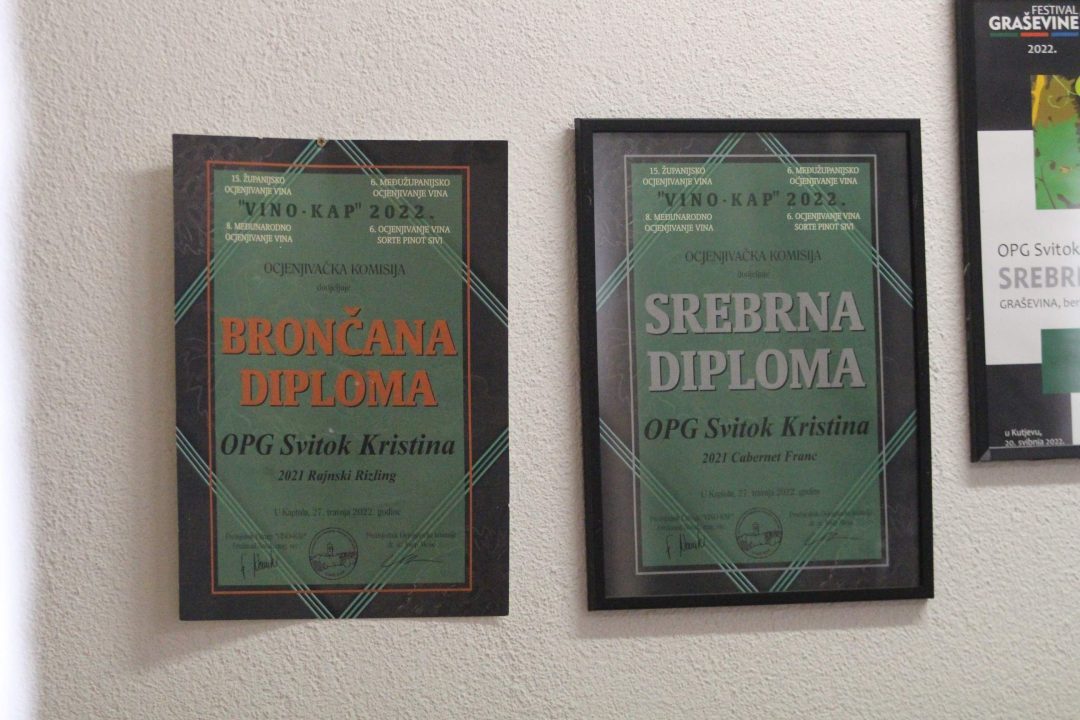 15. ŽUPANIJSKO
OCJENJIVANJE VINA
6. MEĐUŽUPANIJSKO
OCJENJIVANJE VINA
"VINO-KAP" 2022.
8. MEĐUNARODNO
OCJENJIVANJE VINA
6. OCJENJIVANJE VINA
SORTE PINOT SIVI
OCJENJIVAČKA KOMISIJA
dodjeljuje
BRONČANA
DIPLOMA
OPG Svitok Kristina
2021 Rajnski Rizling
U Kaptolu, 27. travnja 2022. godine
15. ŽUPANIJSKO
OCJENJIVANJE VINA
6. MEĐUŽUPANIJSKO
OCJENJIVANJE VINA
"VINO-KAP" 2022.
8. MEĐUNARODNO
OCJENJIVANJE VINA
6. OCJENJIVANJE VINA
SORTE PINOT SIVI
OCJENJIVAČKA KOMISIJA
dodjeljuje
SREBRNA
DIPLOMA
OPG Svitok Kristina
2021 Cabernet Franc
U Kaptolu, 27. travnja 2022. godine
FESTIVAL
GRAŠEVINE
2022.
OPG Svitok
SREBR
GRAŠEVINA, ber
u Kutjevu,
20. svibnja 2022.